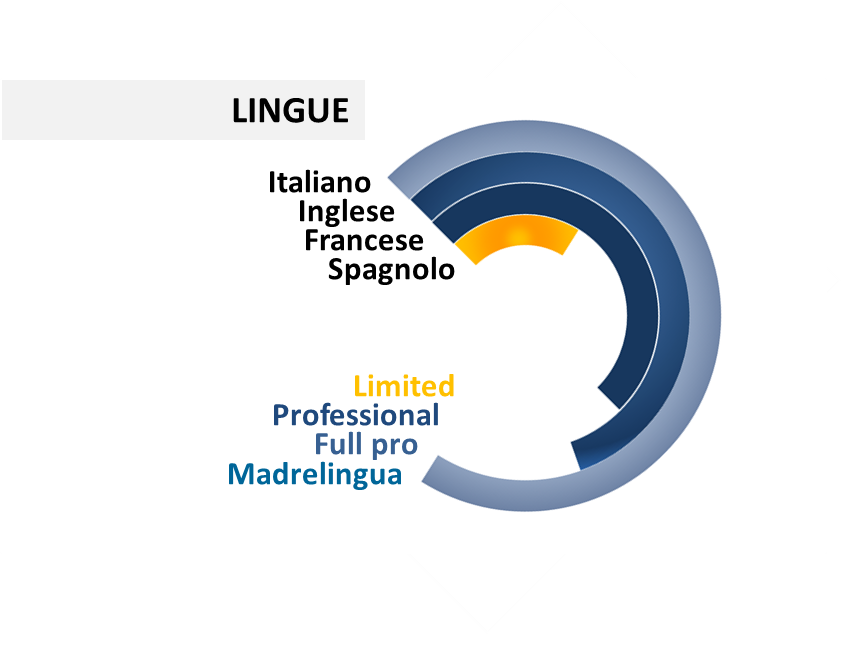 LINGUE
Italiano
Inglese
Francese
Spagnolo
Limited
Professional
Full pro
Madrelingua